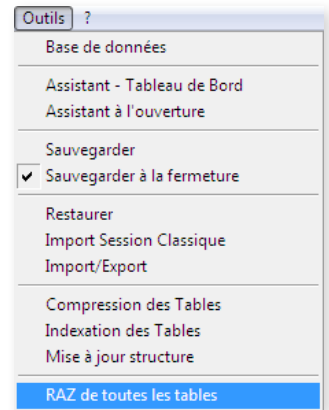 Outils ?
Base de données
Assistant - Tableau de Bord
Assistant à l'ouverture
Sauvegarder
Sauvegarder à la fermeture
Restaurer
Import Session Classique
Import/Export
Compression des Tables
Indexation des Tables
Mise à jour structure
RAZ de toutes les tables